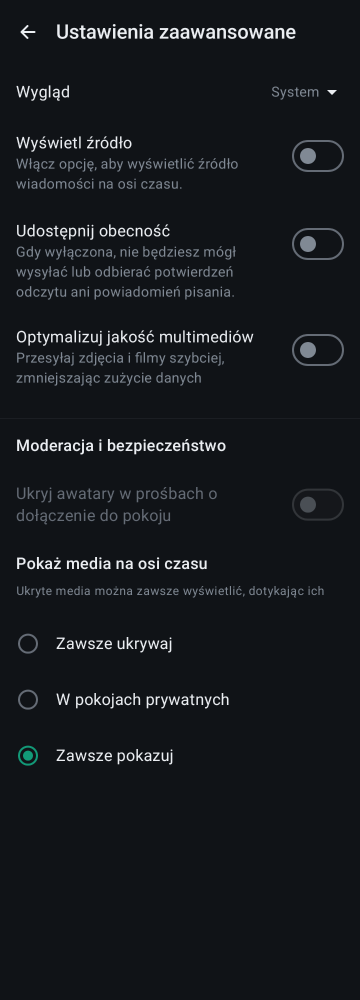 Ustawienia zaawansowane
Wygląd
System
Wyświetl źródło
Włącz opcję, aby wyświetlić źródło
wiadomości na osi czasu.
Udostępnij obecność
Gdy wyłączona, nie będziesz mógł
wysyłać lub odbierać potwierdzeń
odczytu ani powiadomień pisania.
Optymalizuj jakość multimediów
Przesyłaj zdjęcia i filmy szybciej,
zmniejszając zużycie danych
Moderacja i bezpieczeństwo
Ukryj awatary w prośbach o
dołączenie do pokoju
Pokaż media na osi czasu
Ukryte media można zawsze wyświetlić, dotykając ich
Zawsze ukrywaj
W pokojach prywatnych
Zawsze pokazuj